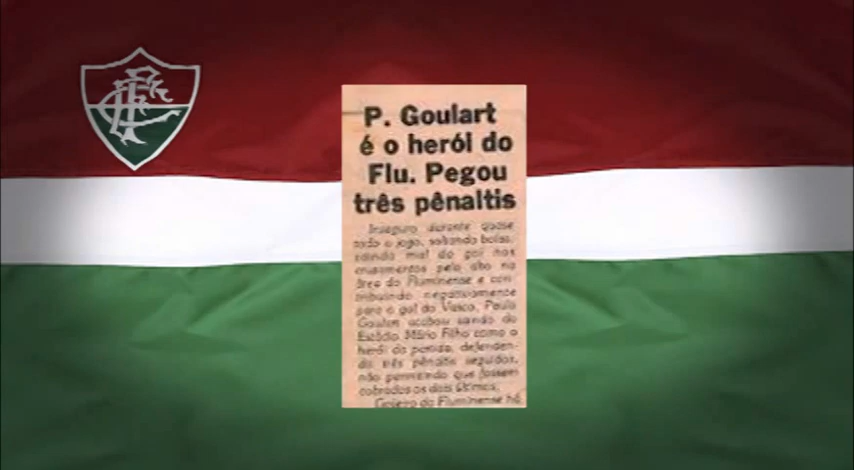 P. Goulart
é o herói do
Flu. Pegou
três pênaltis
Inseguro durante quase
todo o jogo, soltando bolas,
saindo mal do gol nos
cruzamentos pelo alto na
área do Fluminense e con-
tribuindo negativamente
para o gol do Vasco, Paulo
Goulart acabou saindo do
Estádio Mário Filho como o
herói da partida, defenden-
do três pênaltis seguidos,
não permitindo que fossem
cobrados os dois últimos.
Goleiro do Fluminense há